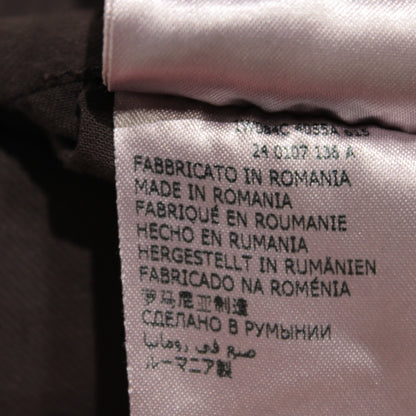 24 0107 136 A
FABBRICATO IN ROMANIA
MADE IN ROMANIA
FABRIQUÉ EN ROUMANIE
HECHO EN RUMANIA
HERGESTELLT IN RUMÄNIEN
FABRICADO NA ROMÉNIA
罗马尼亚制造
СДЕЛАНО В РУМЫНИИ
صنع في رومانيا
ルーマニア製